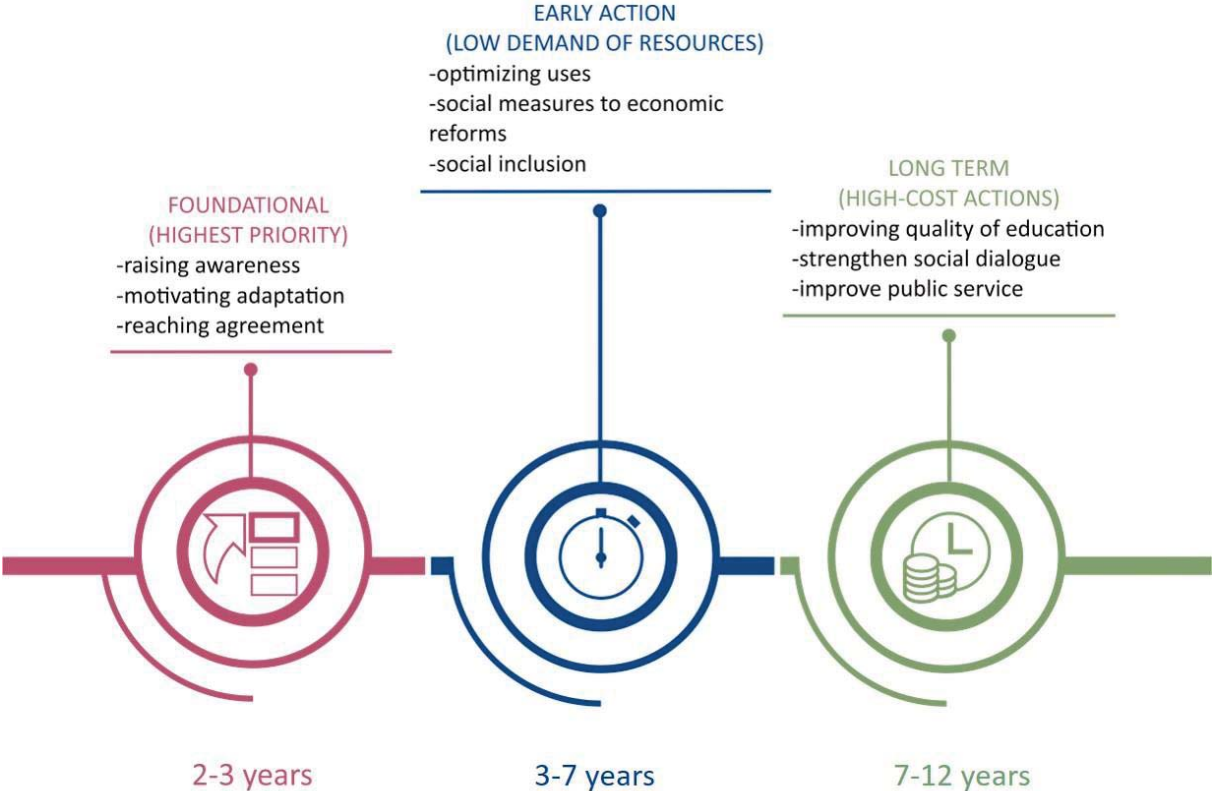 FOUNDATIONAL
(HIGHEST PRIORITY)
-raising awareness
-motivating adaptation
-reaching agreement
2-3 years
EARLY ACTION
(LOW DEMAND OF RESOURCES)
-optimizing uses
-social measures to economic
reforms
-social inclusion
3-7 years
LONG TERM
(HIGH-COST ACTIONS)
-improving quality of education
-strengthen social dialogue
-improve public service
7-12 years